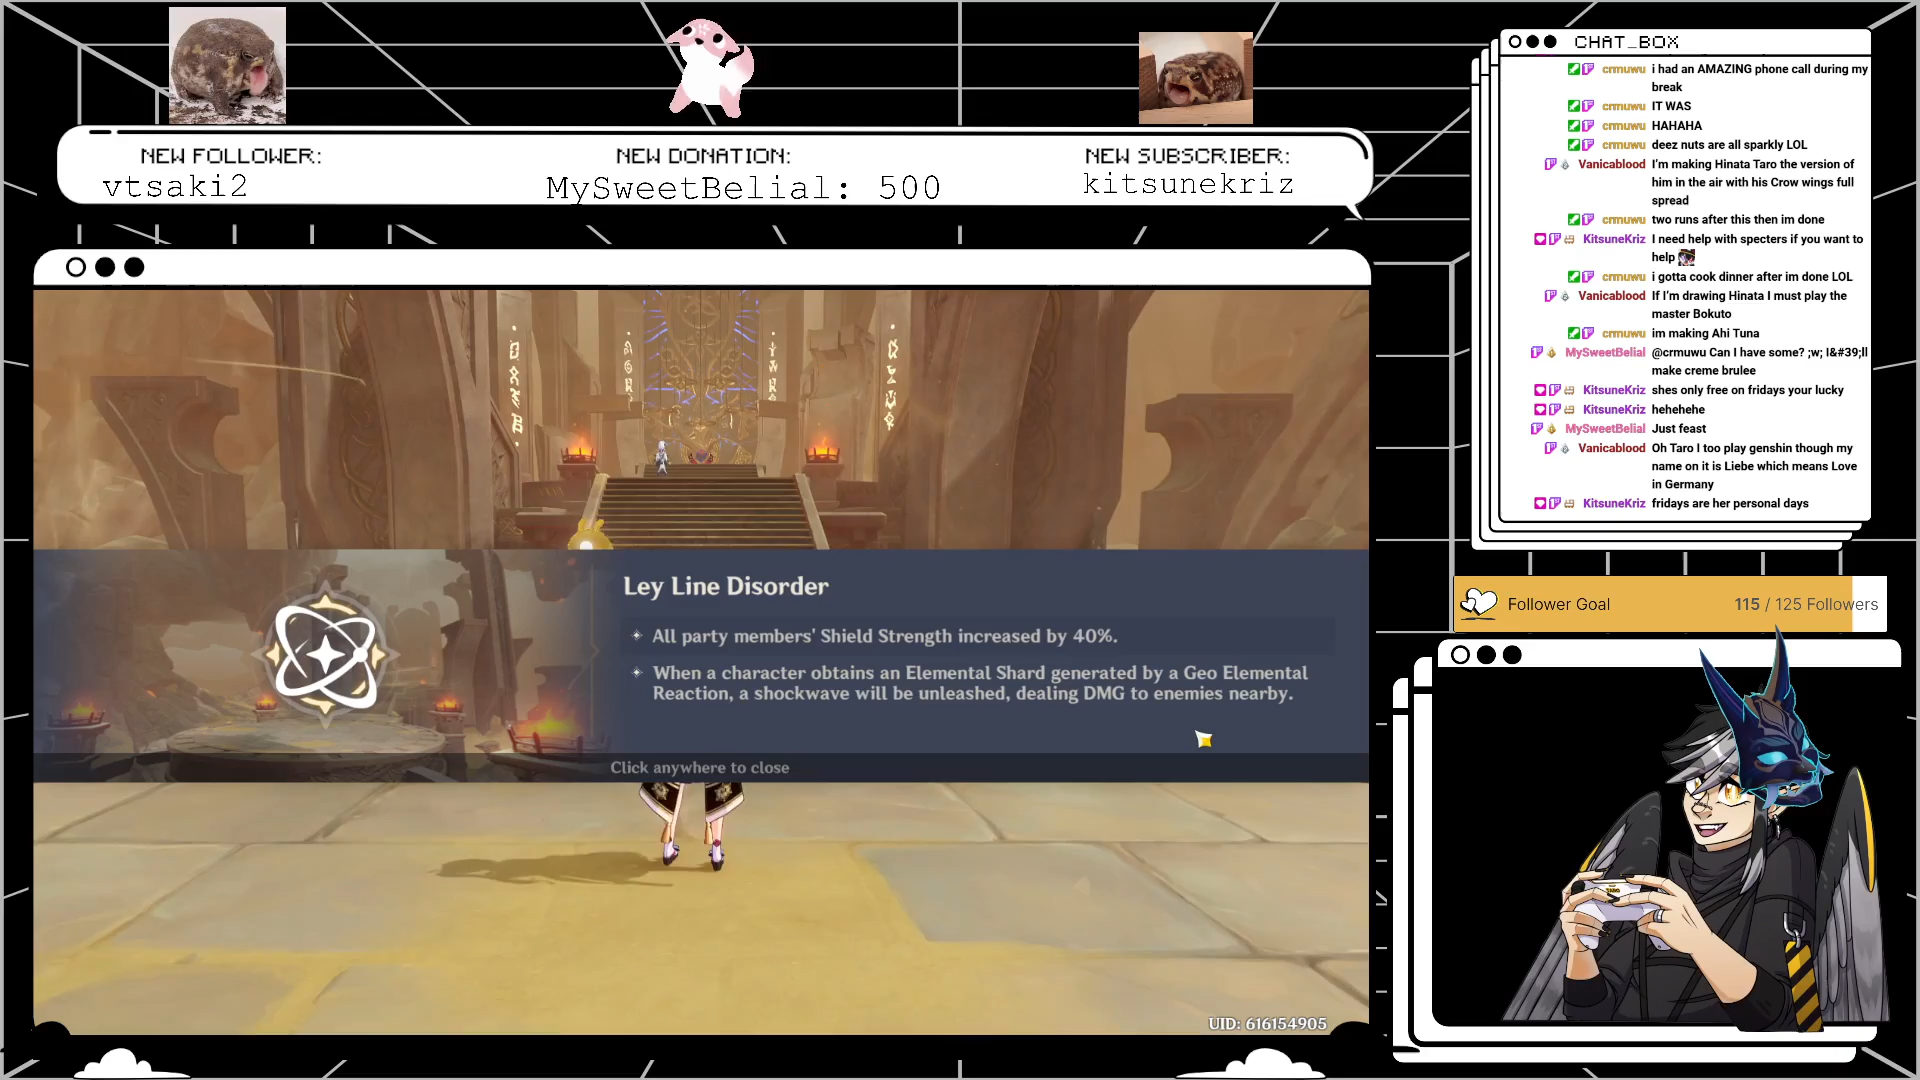 NEW FOLLOWER:
vtsaki2
NEW DONATION:
MySweetBelial: 500
NEW SUBSCRIBER:
kitsunekriz
CHAT_BOX
crmuwu i had an AMAZING phone call during my
break
crmuwu IT WAS
crmuwu HAHAHA
crmuwu deez nuts are all sparkly LOL
Vanicablood I'm making Hinata Taro the version of
him in the air with his Crow wings full
spread
crmuwu two runs after this then im done
KitsuneKriz I need help with specters if you want to
help
crmuwu i gotta cook dinner after im done LOL
Vanicablood If I'm drawing Hinata I must play the
master Bokuto
crmuwu im making Ahi Tuna
MySweetBelial @crmuwu Can I have some? ;w; I&#39;ll
make creme brulee
KitsuneKriz shes only free on fridays your lucky
KitsuneKriz hehehehe
MySweetBelial Just feast
Vanicablood Oh Taro I too play genshin though my
name on it is Liebe which means Love
in Germany
KitsuneKriz fridays are her personal days
Follower Goal 115 / 125 Followers
Ley Line Disorder
All party members' Shield Strength increased by 40%.
When a character obtains an Elemental Shard generated by a Geo Elemental
Reaction, a shockwave will be unleashed, dealing DMG to enemies nearby.
Click anywhere to close
UID: 616154905